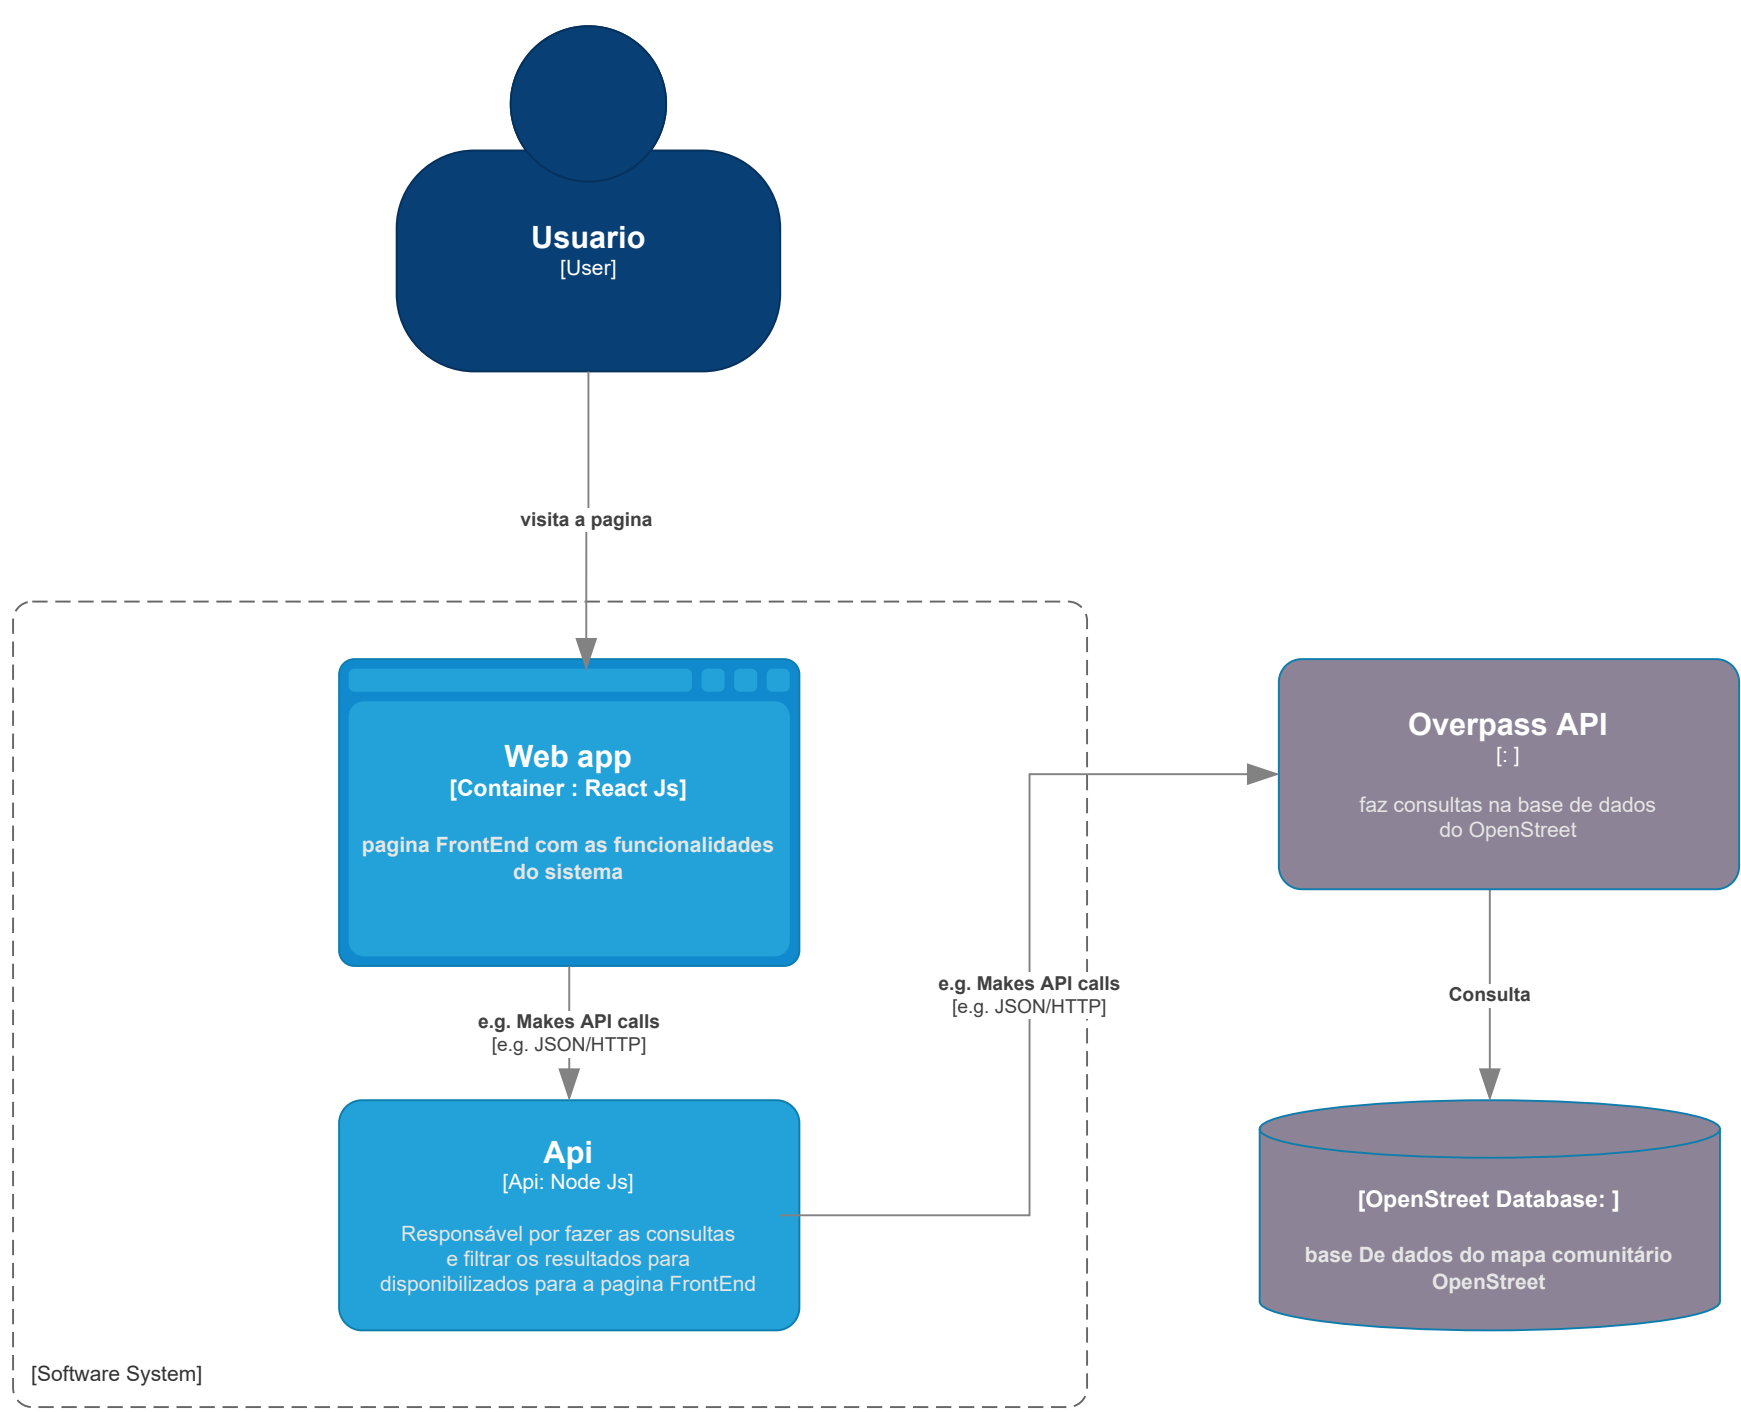 Usuario
[User]
visita a pagina
Web app
[Container : React Js]
pagina FrontEnd com as funcionalidades
do sistema
e.g. Makes API calls
[e.g. JSON/HTTP]
Api
[Api: Node Js]
Responsável por fazer as consultas
e filtrar os resultados para
disponibilizados para a pagina FrontEnd
[Software System]
e.g. Makes API calls
[e.g. JSON/HTTP]
Overpass API
[: ]
faz consultas na base de dados
do OpenStreet
Consulta
[OpenStreet Database: ]
base De dados do mapa comunitário
OpenStreet